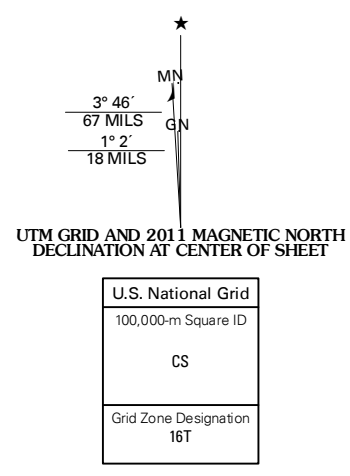 ★
MN
3° 46´
67 MILS
GN
1° 2´
18 MILS
UTM GRID AND 2011 MAGNETIC NORTH
DECLINATION AT CENTER OF SHEET
U.S. National Grid
100,000-m Square ID
CS
Grid Zone Designation
16T